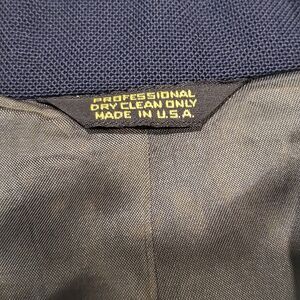 PROFESSIONAL
DRY CLEAN ONLY
MADE IN U.S.A.